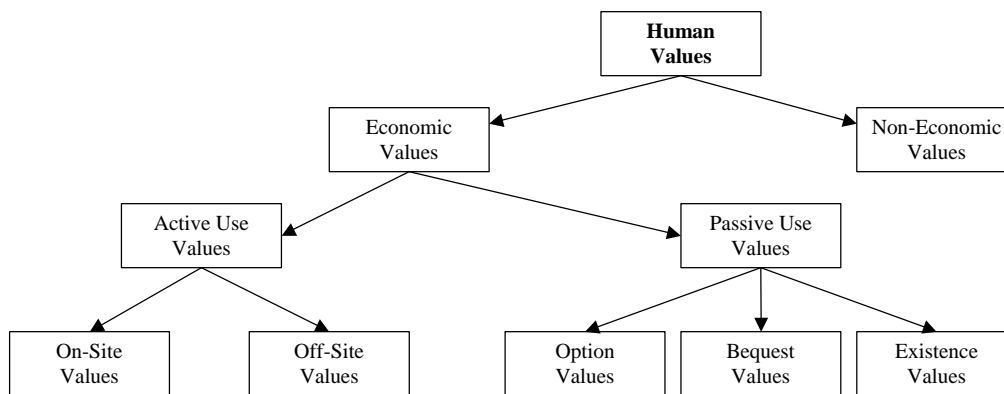 Human
Values
Economic
Values
Non-Economic
Values
Active Use
Values
Passive Use
Values
On-Site
Values
Off-Site
Values
Option
Values
Bequest
Values
Existence
Values